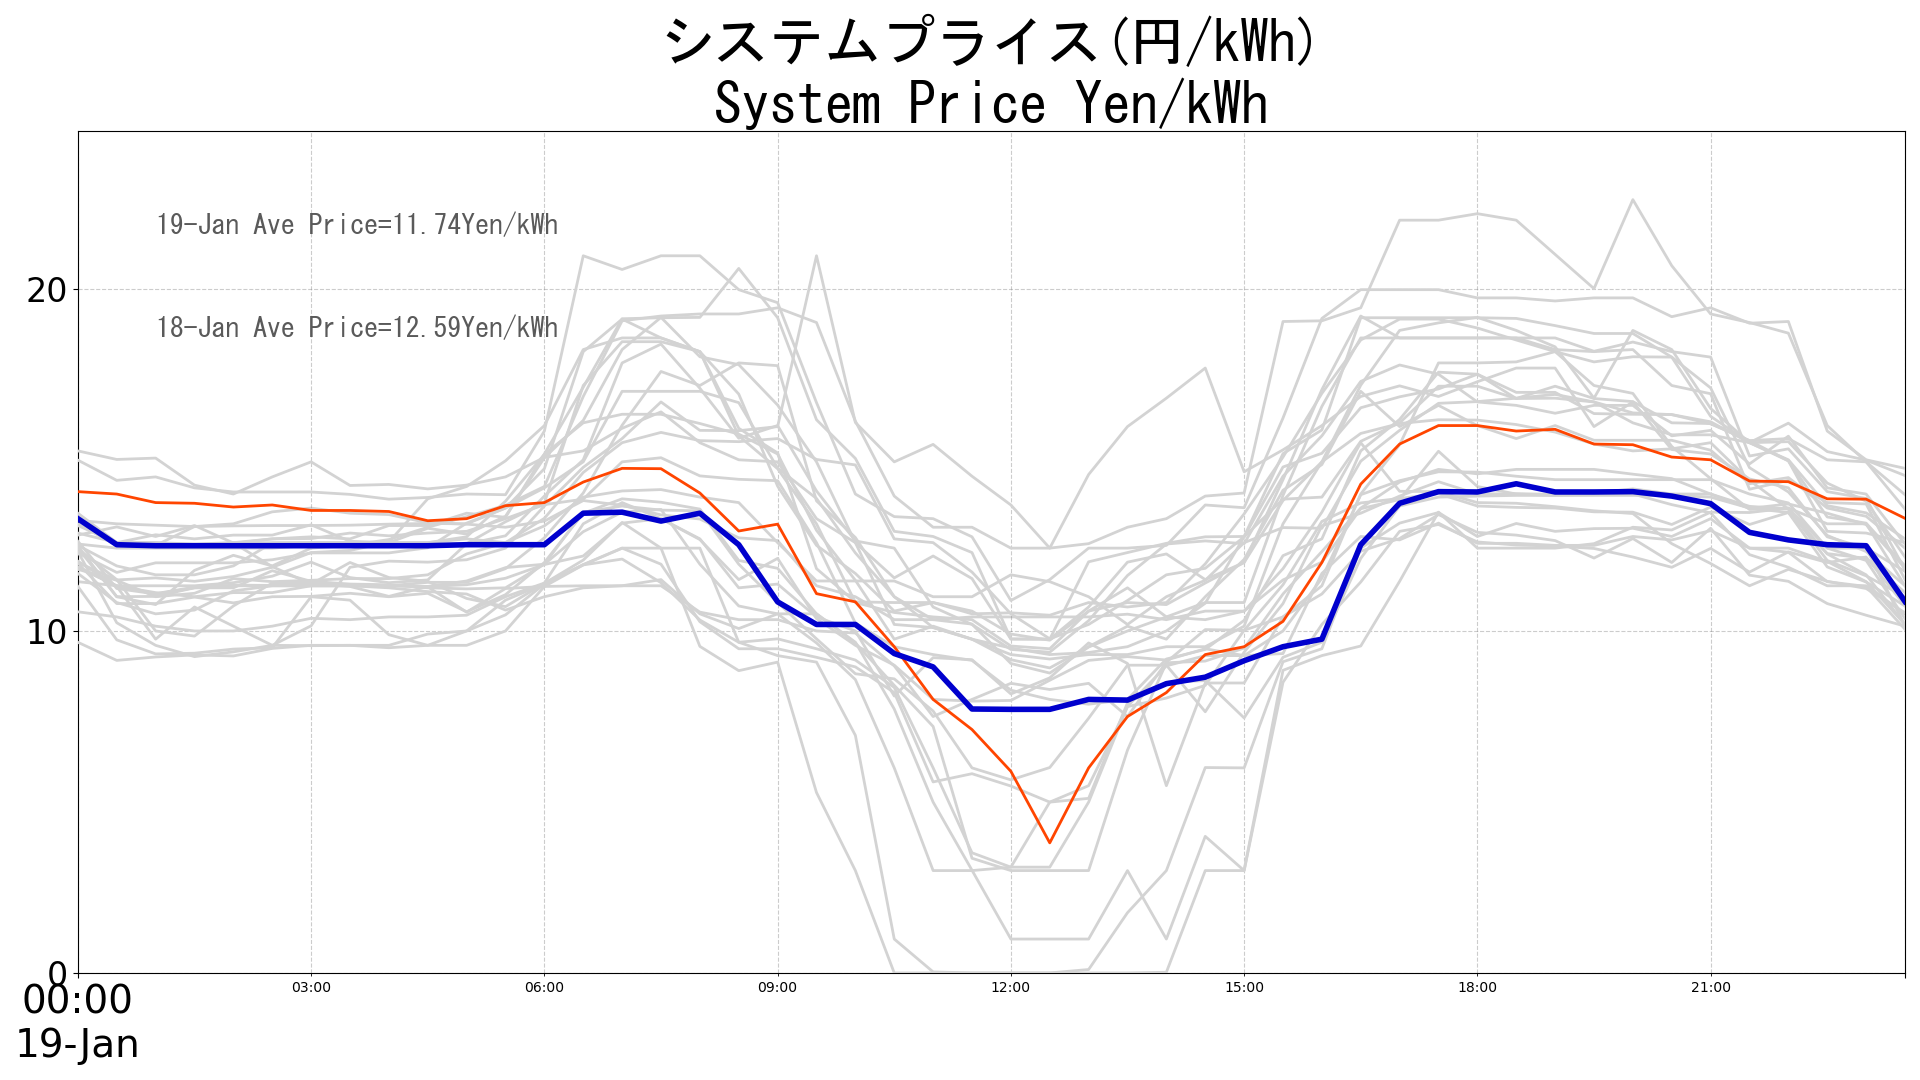 システムプライス(円/kWh)
System Price Yen/kWh
19-Jan Ave Price=11.74Yen/kWh
18-Jan Ave Price=12.59Yen/kWh
20
10
0
00:00 03:00 06:00 09:00 12:00 15:00 18:00 21:00
19-Jan